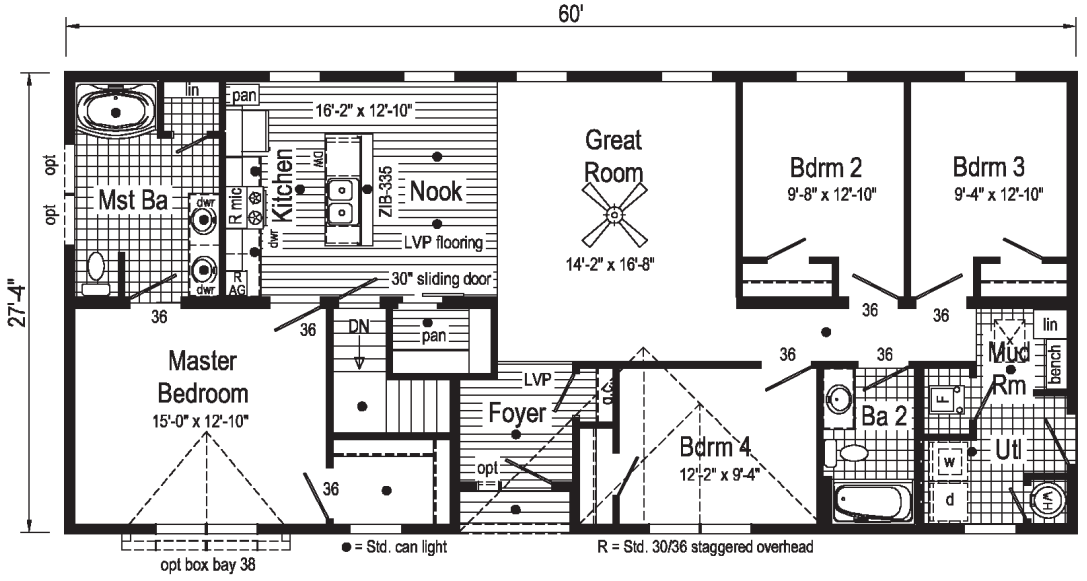 60'
27'-4"
lin
pan
16'-2" x 12'-10"
DW
Kitchen
ZIB-335
Nook
LVP flooring
R mic
dwr
R
AG
opt
opt
Mst Ba
dwr
dwr
Great
Room
14'-2" x 16'-8"
Bdrm 2
9'-8" x 12'-10"
Bdrm 3
9'-4" x 12'-10"
30" sliding door
36
36
DN
pan
36
36
36
36
lin
bench
Mud
Rm
x
Master
Bedroom
15'-0" x 12'-10"
LVP
Foyer
g.c.
opt
Bdrm 4
12'-2" x 9'-4"
Ba 2
F
Utl
w
d
WH
36
● = Std. can light
R = Std. 30/36 staggered overhead
opt box bay 38